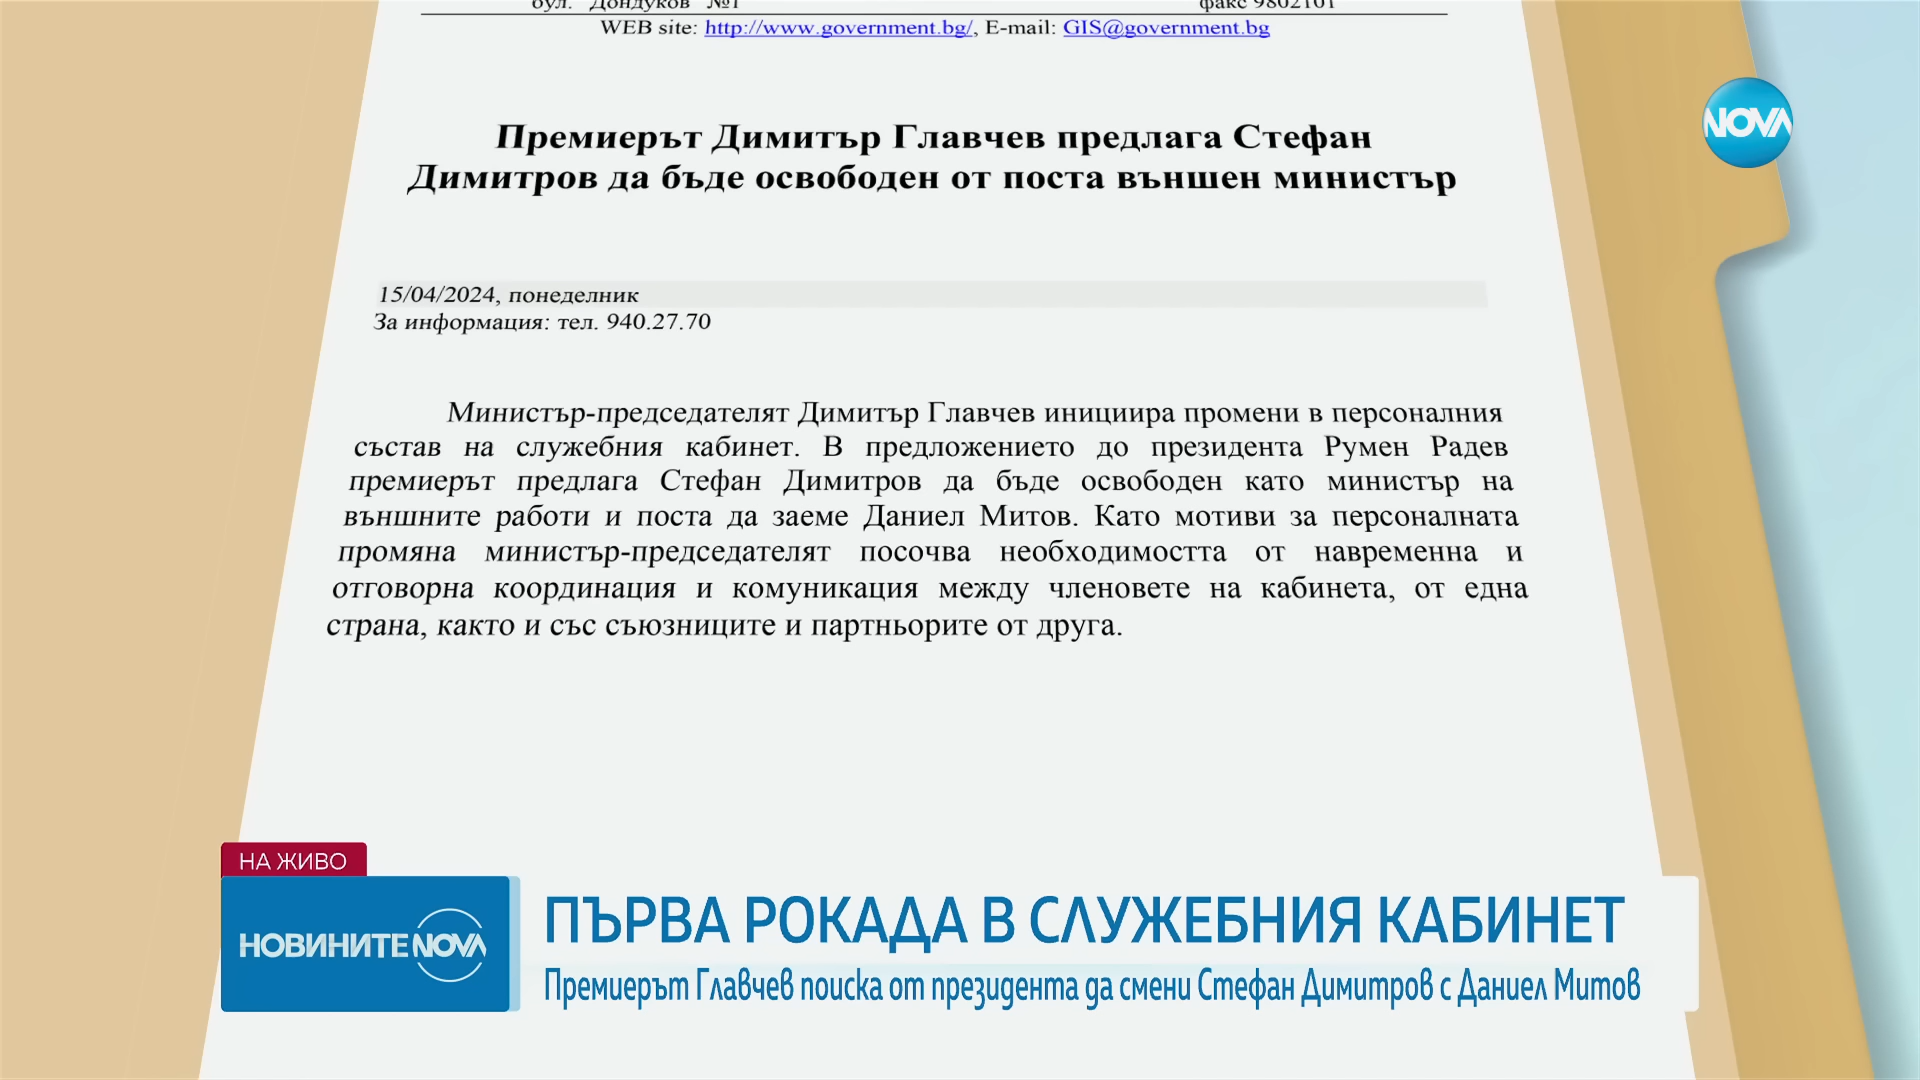 бул. "Дондуков" №1 факс 9802101
WEB site: http://www.government.bg/, E-mail: GIS@government.bg
Премиерът Димитър Главчев предлага Стефан
Димитров да бъде освободен от поста външен министър
15/04/2024, понеделник
За информация: тел. 940.27.70
Министър-председателят Димитър Главчев инициира промени в персоналния
състав на служебния кабинет. В предложението до президента Румен Радев
премиерът предлага Стефан Димитров да бъде освободен като министър на
външните работи и поста да заеме Даниел Митов. Като мотиви за персоналната
промяна министър-председателят посочва необходимостта от навременна и
отговорна координация и комуникация между членовете на кабинета, от една
страна, както и със съюзниците и партньорите от друга.
NOVA
НА ЖИВО
НОВИНИТЕ NOVA
ПЪРВА РОКАДА В СЛУЖЕБНИЯ КАБИНЕТ
Премиерът Главчев поиска от президента да смени Стефан Димитров с Даниел Митов